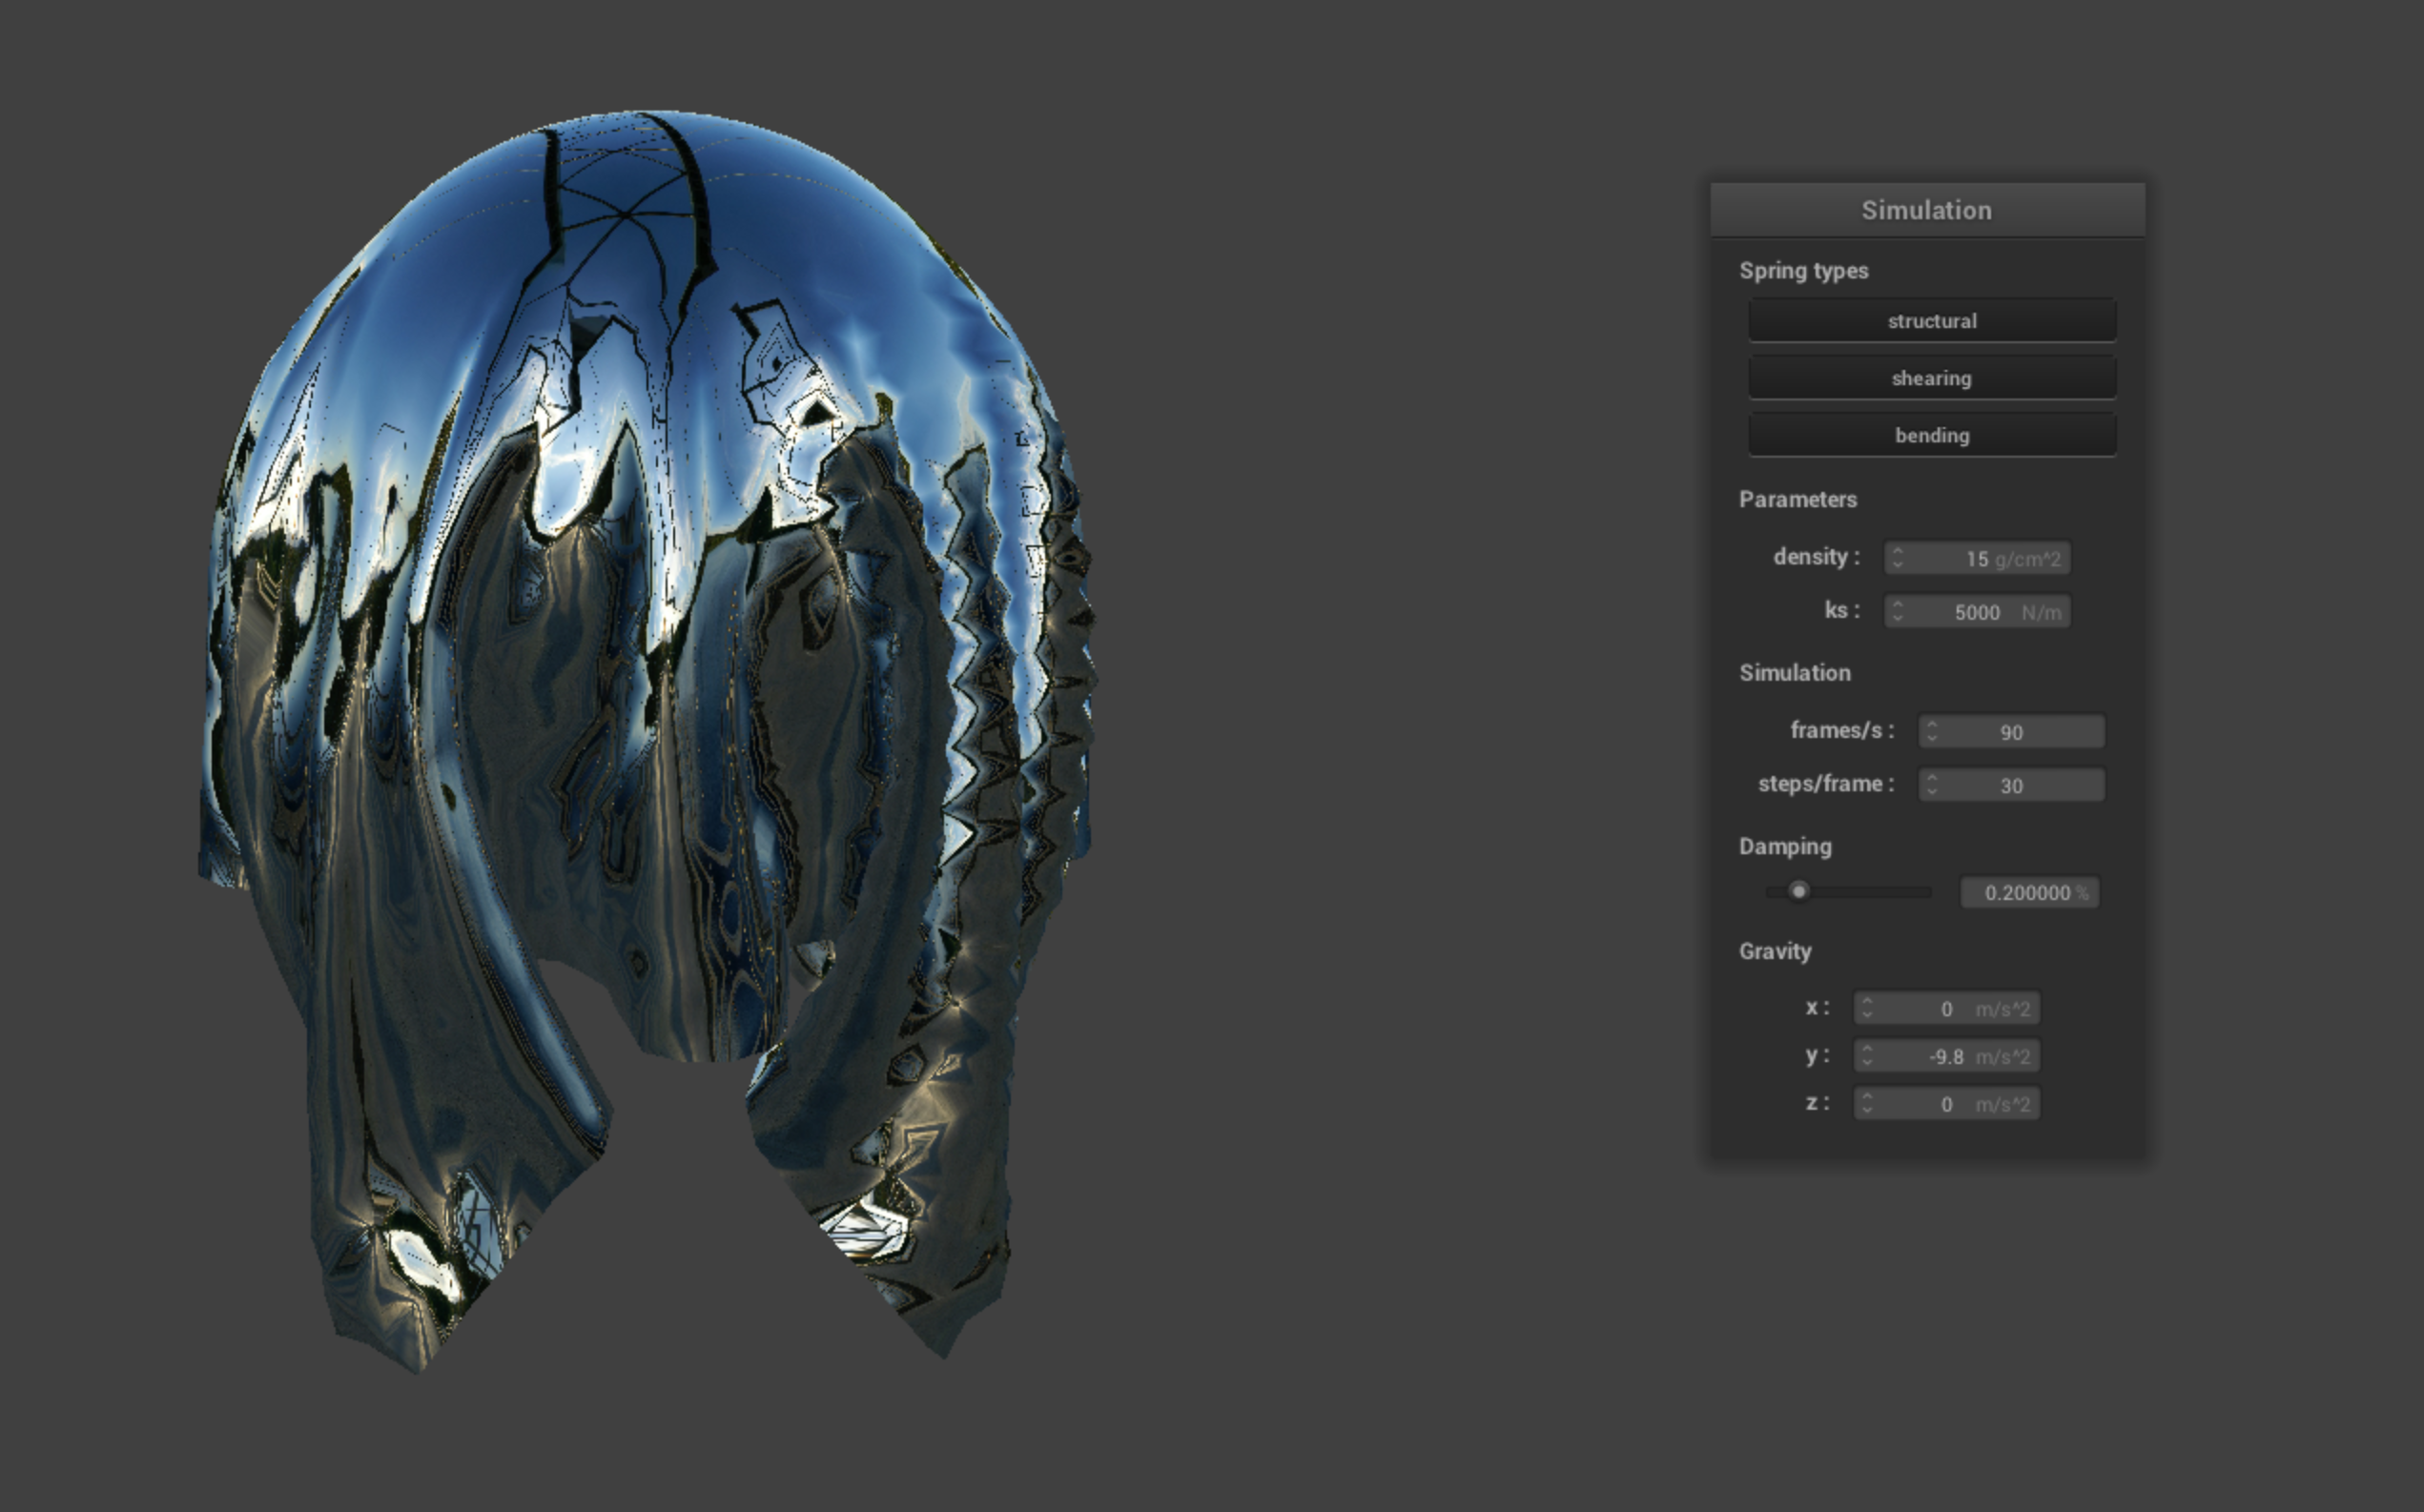 Simulation
Spring types
structural
shearing
bending
Parameters
density : 15 g/cm^2
ks : 5000 N/m
Simulation
frames/s : 90
steps/frame : 30
Damping
0.200000 %
Gravity
x : 0 m/s^2
y : -9.8 m/s^2
z : 0 m/s^2